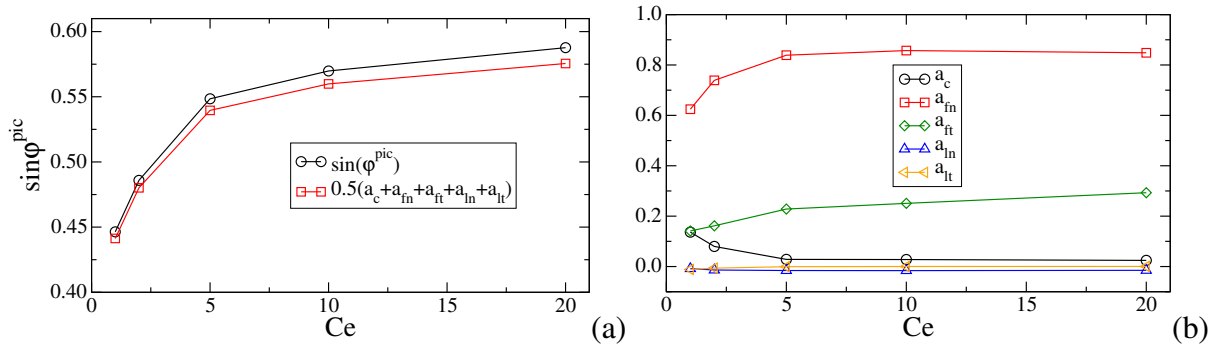 0.60
0.55
0.50
0.45
0.40
sinφ^pic
0 5 10 15 20
Ce
sin(φ^pic)
0.5(a_c+a_fn+a_ft+a_ln+a_lt)
(a)
1.0
0.8
0.6
0.4
0.2
0.0
0 5 10 15 20
Ce
a_c
a_fn
a_ft
a_ln
a_lt
(b)